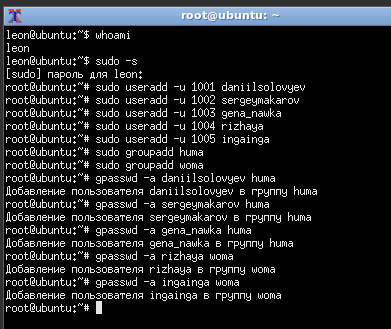 root@ubuntu: ~
leon@ubuntu:~$ whoami
leon
leon@ubuntu:~$ sudo -s
[sudo] пароль для leon:
root@ubuntu:~# sudo useradd -u 1001 daniilsolovyev
root@ubuntu:~# sudo useradd -u 1002 sergeymakarov
root@ubuntu:~# sudo useradd -u 1003 gena_nawka
root@ubuntu:~# sudo useradd -u 1004 rizhaya
root@ubuntu:~# sudo useradd -u 1005 ingainga
root@ubuntu:~# sudo groupadd huma
root@ubuntu:~# sudo groupadd woma
root@ubuntu:~# gpasswd -a daniilsolovyev huma
Добавление пользователя daniilsolovyev в группу huma
root@ubuntu:~# gpasswd -a sergeymakarov huma
Добавление пользователя sergeymakarov в группу huma
root@ubuntu:~# gpasswd -a gena_nawka huma
Добавление пользователя gena_nawka в группу huma
root@ubuntu:~# gpasswd -a rizhaya woma
Добавление пользователя rizhaya в группу woma
root@ubuntu:~# gpasswd -a ingainga woma
Добавление пользователя ingainga в группу woma
root@ubuntu:~#